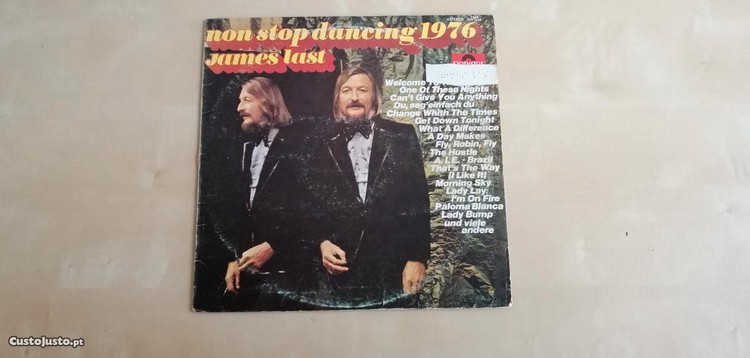 non stop dancing 1976
james last
Polydor
Welcome To
One Of These Nights
Can't Give You Anything
Du, sag'einfach du
Change Whith The Times
Get Down Tonight
What A Difference
A Day Makes
Fly, Robin, Fly
The Hustle
A. I. E. · Brazil
That's The Way
(I Like It)
Morning Sky
Lady Lay
I'm On Fire
Paloma Blanca
Lady Bump
und viele
andere
CustoJusto.pt